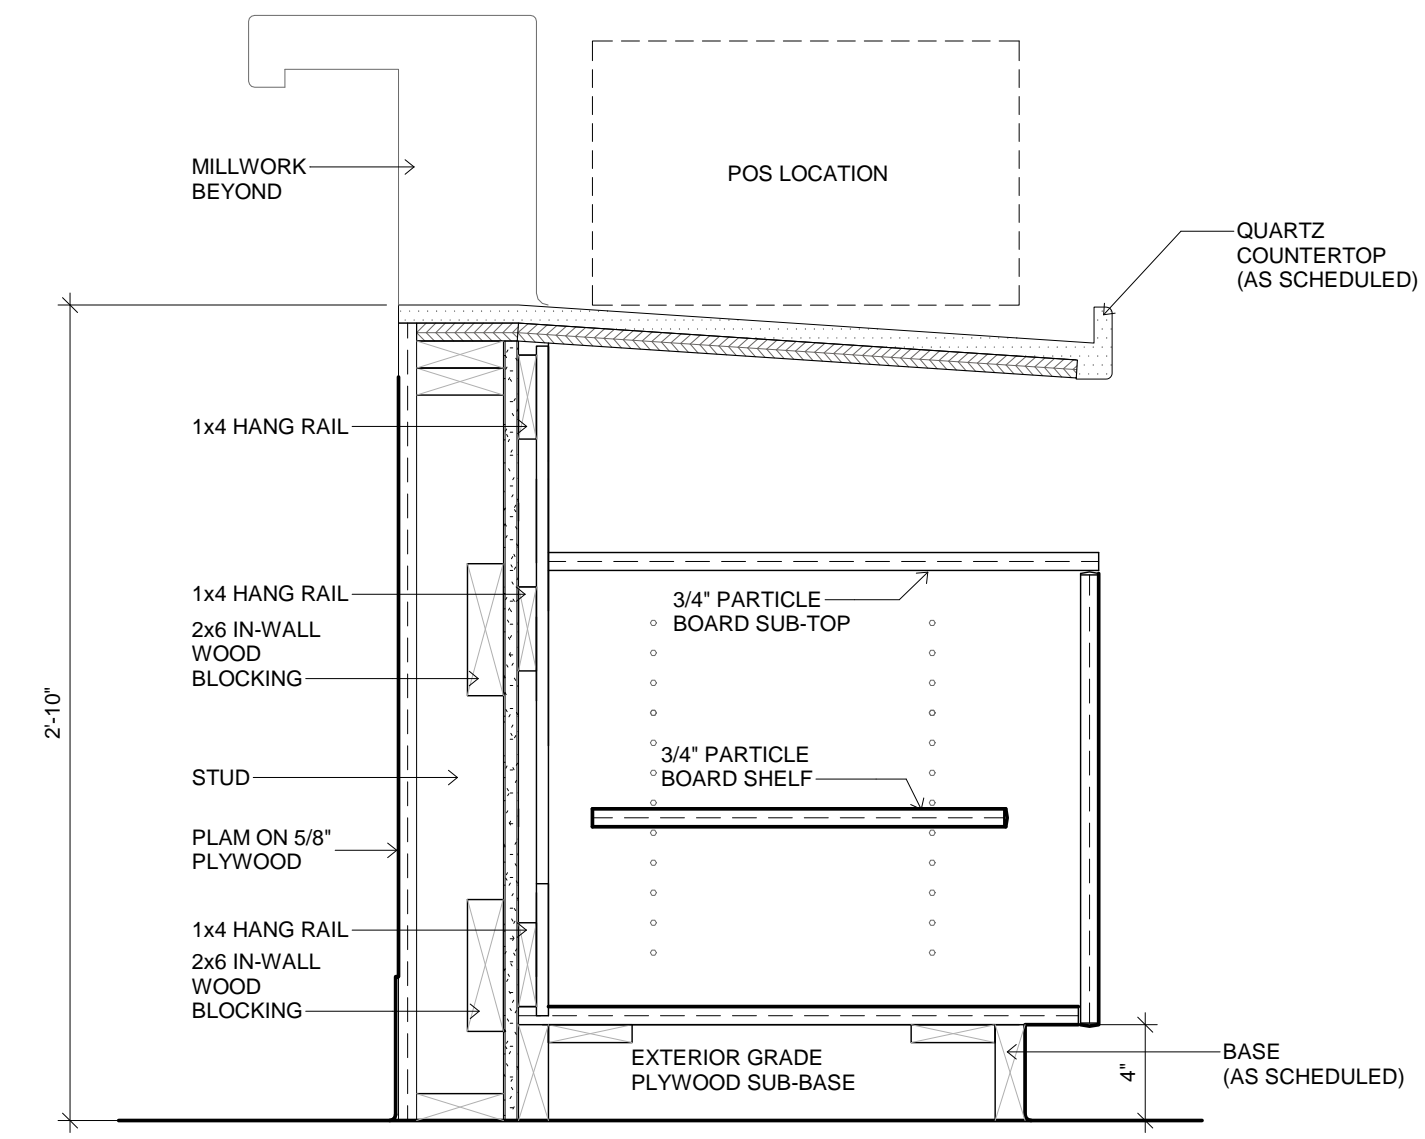 MILLWORK
BEYOND
POS LOCATION
QUARTZ
COUNTERTOP
(AS SCHEDULED)
1x4 HANG RAIL
1x4 HANG RAIL
2x6 IN-WALL
WOOD
BLOCKING
3/4" PARTICLE
BOARD SUB-TOP
2'-10"
STUD
3/4" PARTICLE
BOARD SHELF
PLAM ON 5/8"
PLYWOOD
1x4 HANG RAIL
2x6 IN-WALL
WOOD
BLOCKING
EXTERIOR GRADE
PLYWOOD SUB-BASE
4"
BASE
(AS SCHEDULED)